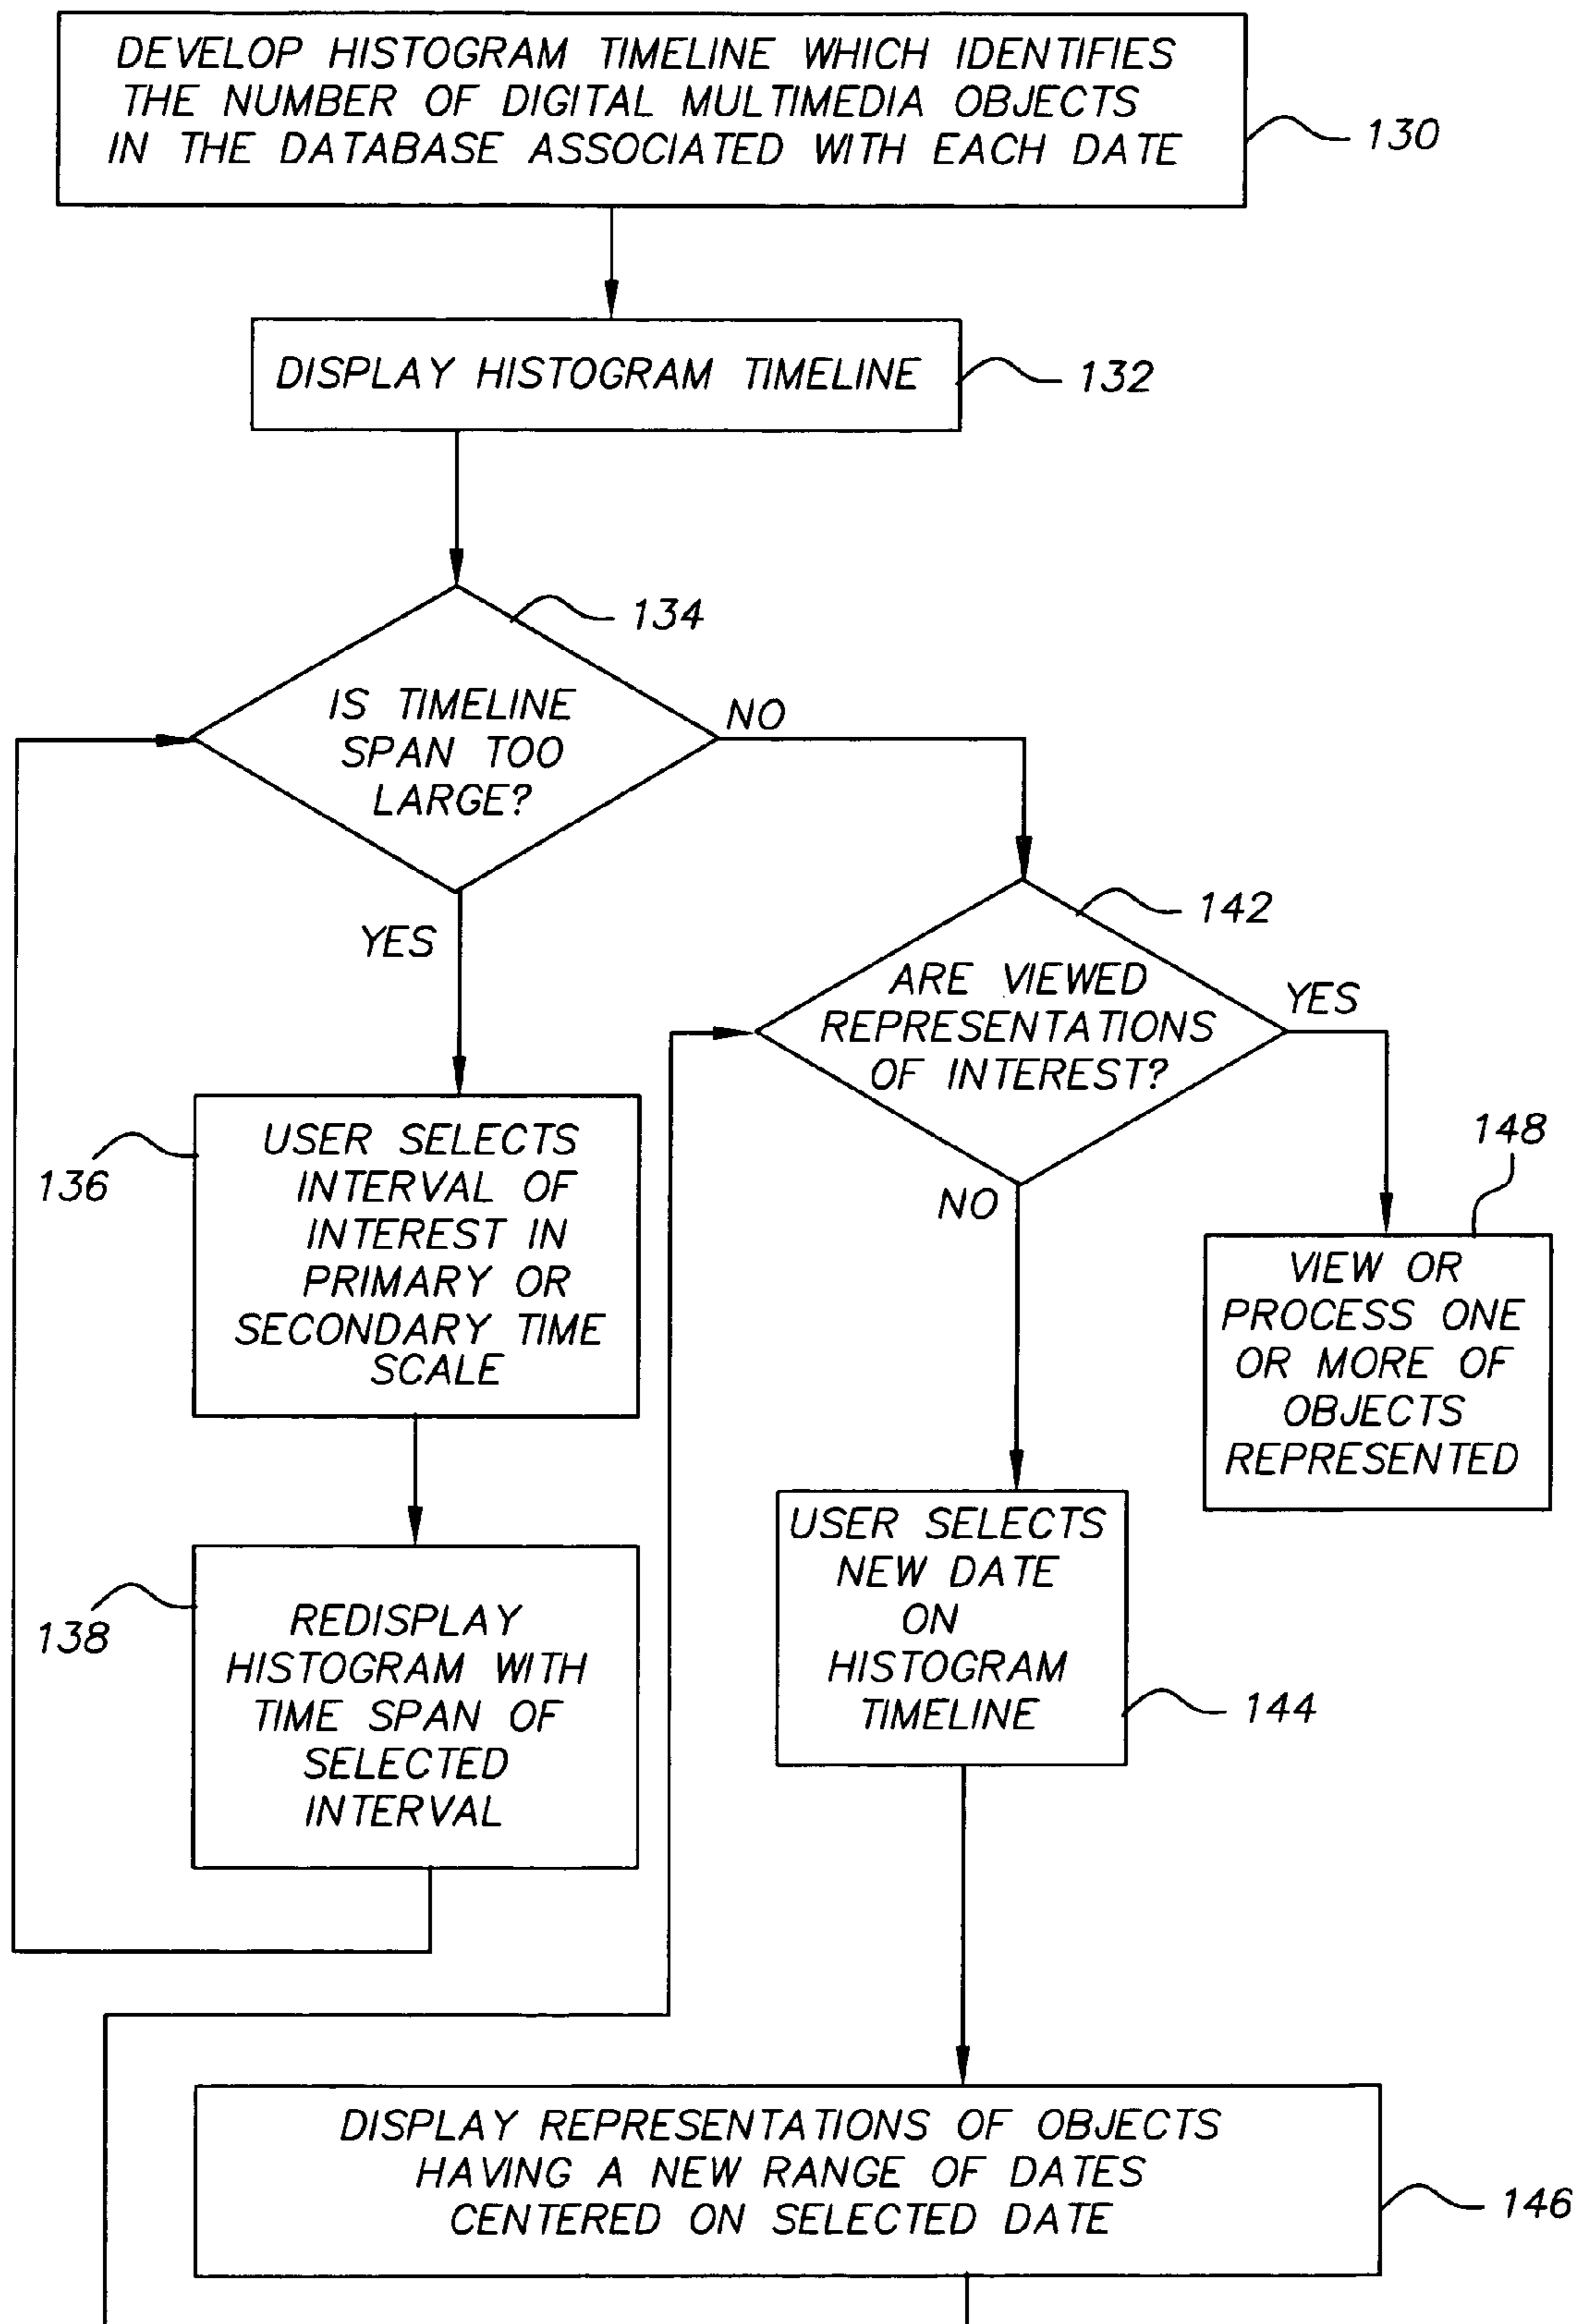 DEVELOP HISTOGRAM TIMELINE WHICH IDENTIFIES
THE NUMBER OF DIGITAL MULTIMEDIA OBJECTS
IN THE DATABASE ASSOCIATED WITH EACH DATE
130
DISPLAY HISTOGRAM TIMELINE
132
134
IS TIMELINE
SPAN TOO
LARGE?
NO
YES
142
ARE VIEWED
REPRESENTATIONS
OF INTEREST?
YES
NO
136
USER SELECTS
INTERVAL OF
INTEREST IN
PRIMARY OR
SECONDARY TIME
SCALE
148
VIEW OR
PROCESS ONE
OR MORE OF
OBJECTS
REPRESENTED
138
REDISPLAY
HISTOGRAM WITH
TIME SPAN OF
SELECTED
INTERVAL
USER SELECTS
NEW DATE
ON
HISTOGRAM
TIMELINE
144
DISPLAY REPRESENTATIONS OF OBJECTS
HAVING A NEW RANGE OF DATES
CENTERED ON SELECTED DATE
146